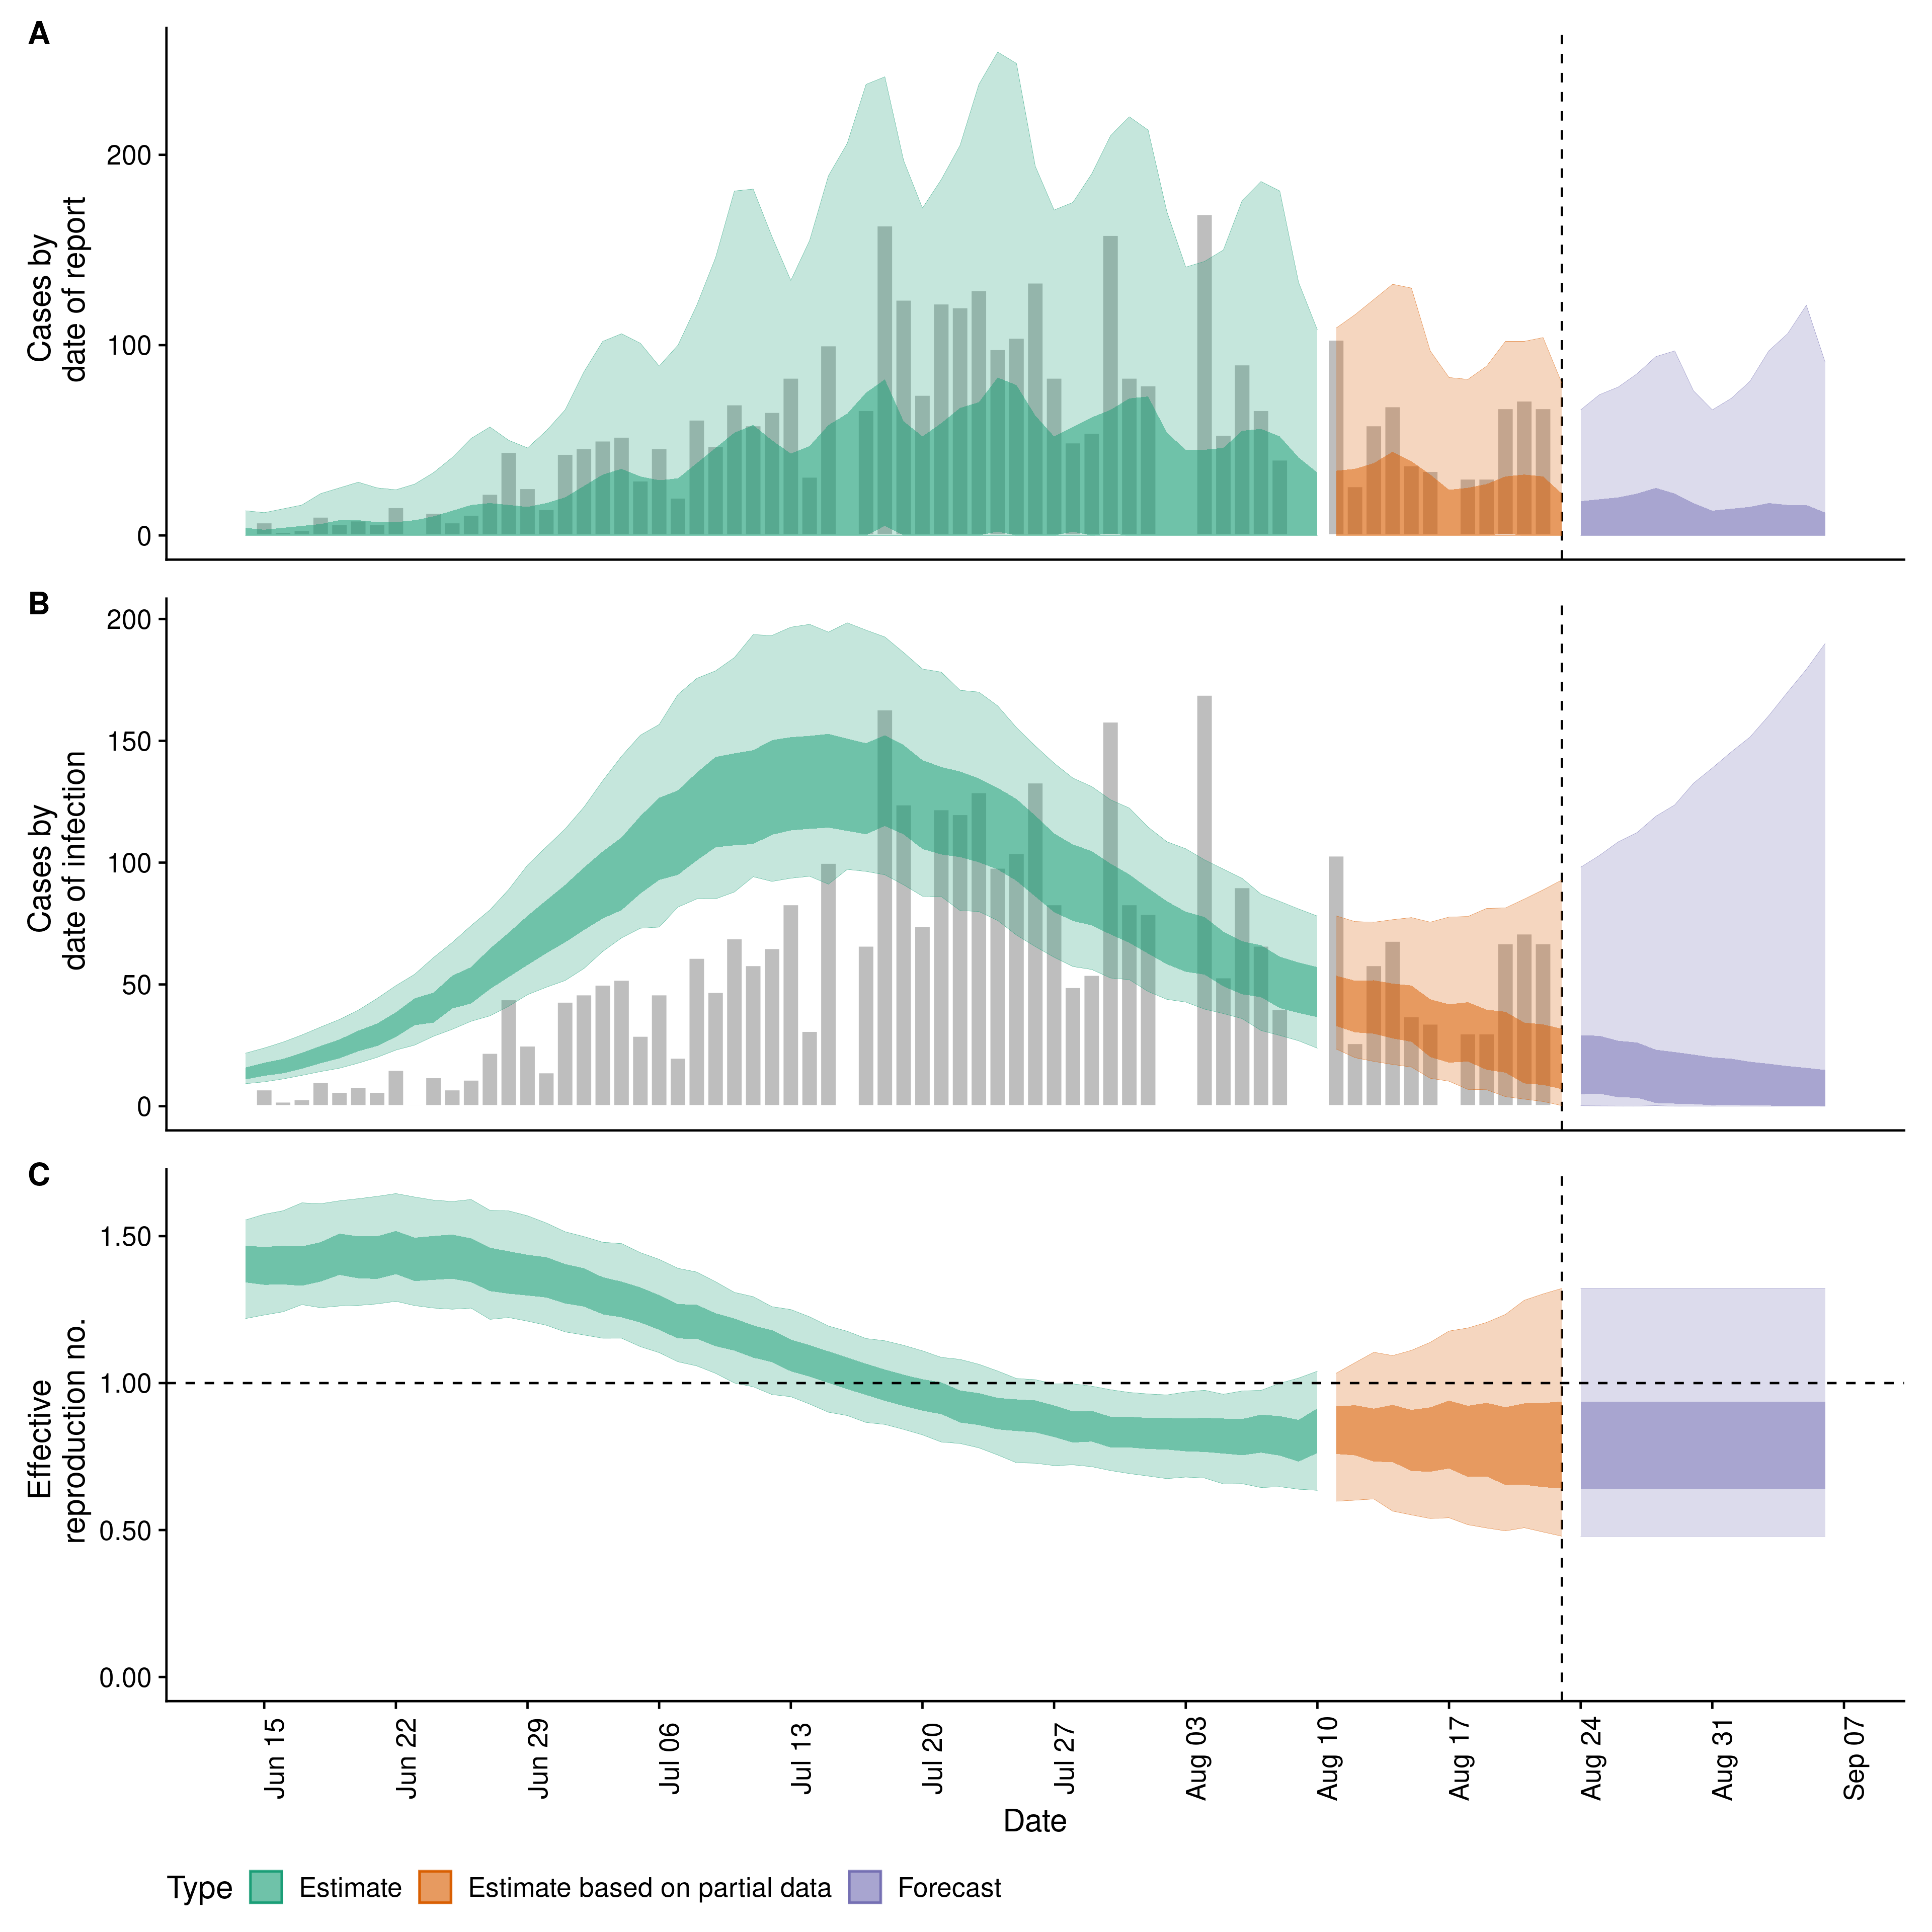 A
200
100
0
Cases by
date of report
B
200
150
100
50
0
Cases by
date of infection
C
1.50
1.00
0.50
0.00
Effective
reproduction no.
Jun 15
Jun 22
Jun 29
Jul 06
Jul 13
Jul 20
Jul 27
Aug 03
Aug 10
Aug 17
Aug 24
Aug 31
Sep 07
Date
Type Estimate Estimate based on partial data Forecast